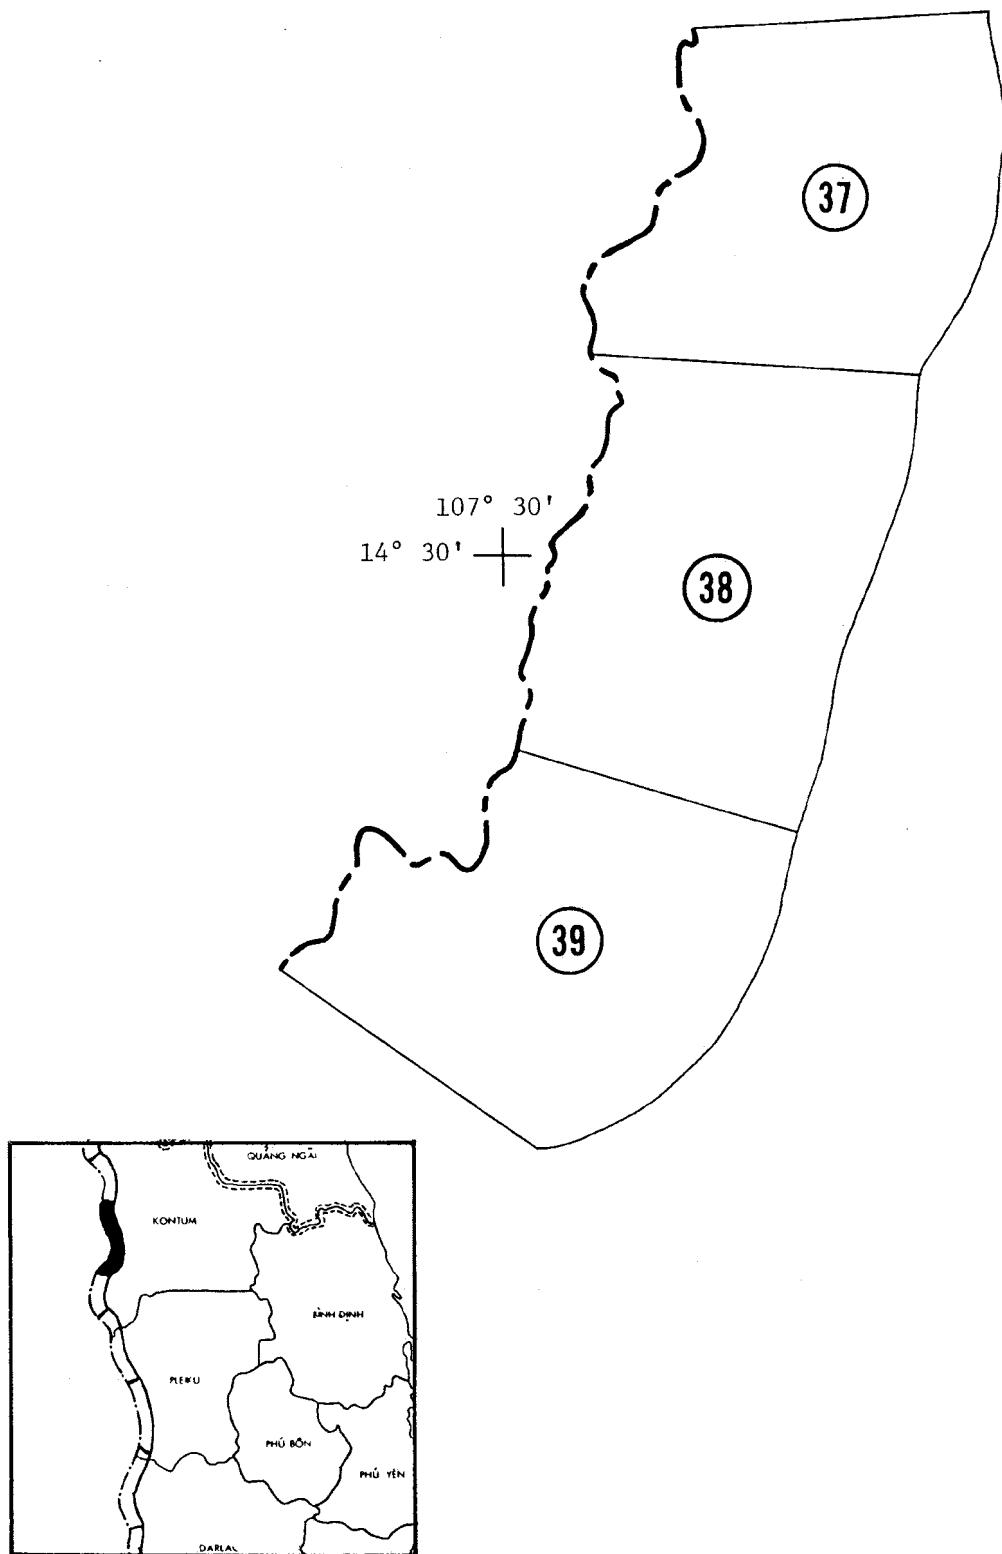 37
107° 30'
14° 30'
38
39
QUẢNG NGÃI
KONTUM
BÌNH ĐỊNH
PLEIKU
PHÚ BỔN
PHÚ YÊN
DARLAC